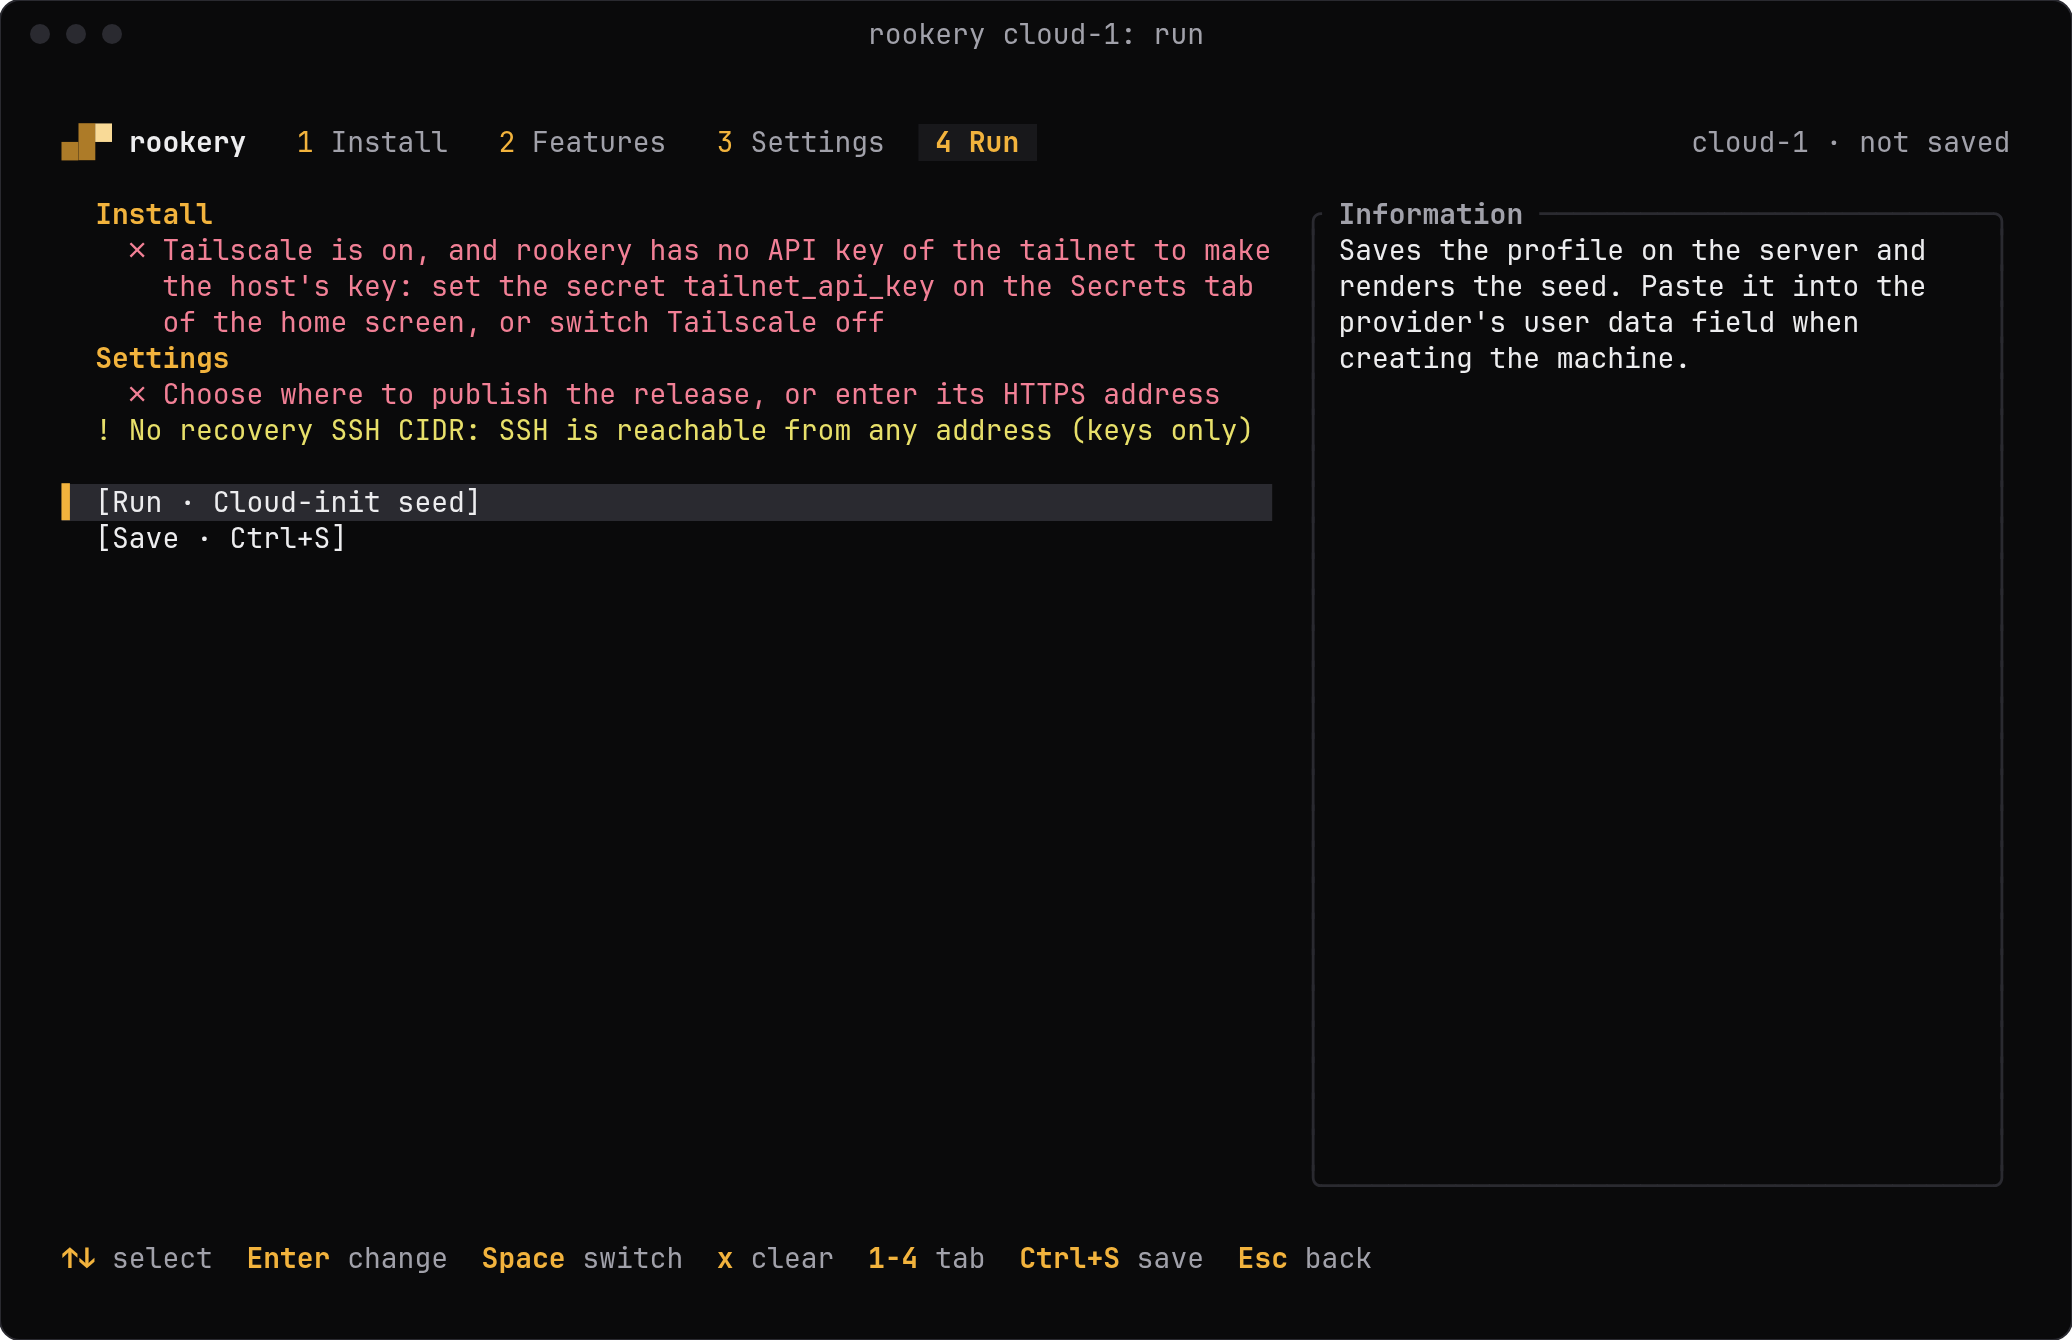 rookery cloud-1: run
rookery 1 Install 2 Features 3 Settings 4 Run cloud-1 · not saved
Install
× Tailscale is on, and rookery has no API key of the tailnet to make
the host's key: set the secret tailnet_api_key on the Secrets tab
of the home screen, or switch Tailscale off
Settings
× Choose where to publish the release, or enter its HTTPS address
! No recovery SSH CIDR: SSH is reachable from any address (keys only)
[Run · Cloud-init seed]
[Save · Ctrl+S]
Information
Saves the profile on the server and
renders the seed. Paste it into the
provider's user data field when
creating the machine.
↑↓ select Enter change Space switch x clear 1-4 tab Ctrl+S save Esc back